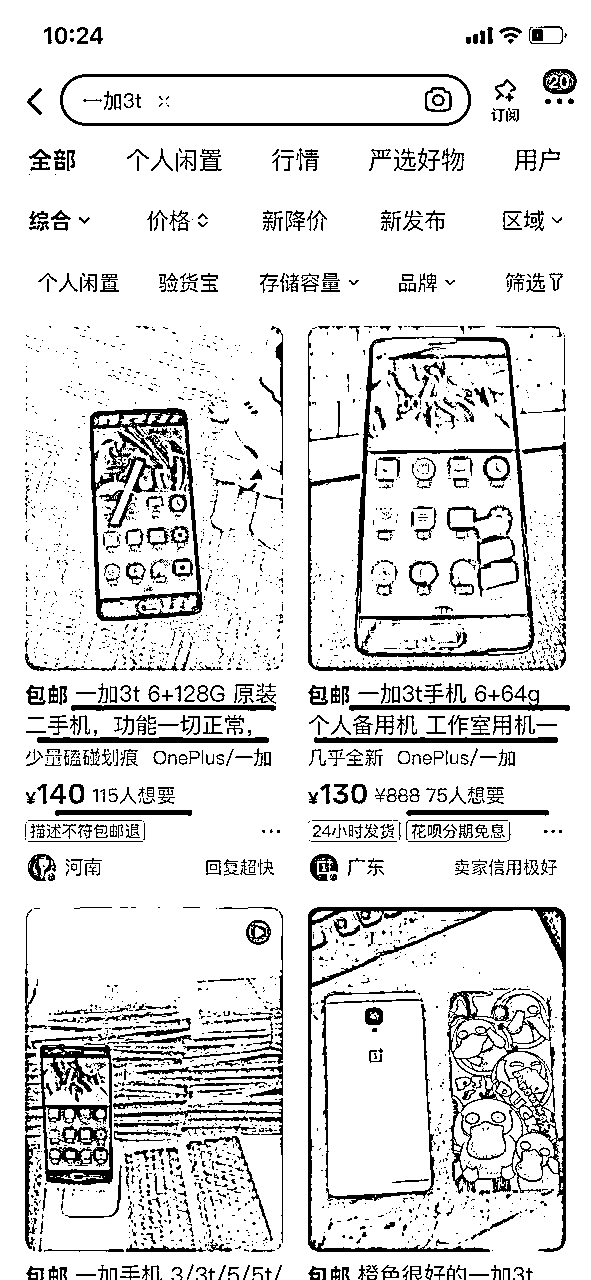 10:24
一加3t ×
订阅
20
全部 个人闲置 行情 严选好物 用户
综合 价格 新降价 新发布 区域
个人闲置 验货宝 存储容量 品牌 筛选
包邮 一加3t 6+128G 原装
二手机，功能一切正常，
少量磕碰划痕 OnePlus/一加
¥140 115人想要
描述不符包邮退
河南 回复超快
包邮 一加3t手机 6+64g
个人备用机 工作室用机一
几乎全新 OnePlus/一加
¥130 ¥888 75人想要
24小时发货 花呗分期免息
广东 卖家信用极好
包邮 一加手机 3/3t/5/5t/
包邮 橙色很好的一加3t